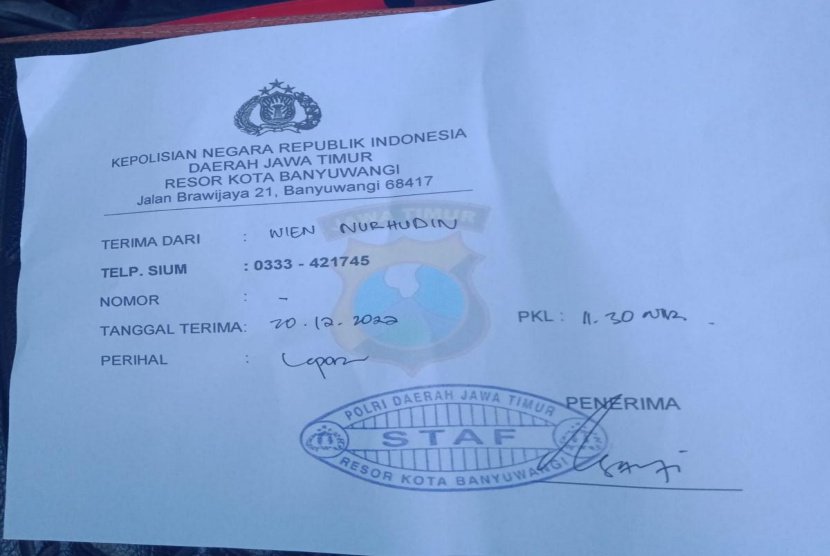 KEPOLISIAN NEGARA REPUBLIK INDONESIA
DAERAH JAWA TIMUR
RESOR KOTA BANYUWANGI
Jalan Brawijaya 21, Banyuwangi 68417
JAWA TIMUR
TERIMA DARI : WIEN NURHUDIN
TELP. SIUM : 0333 - 421745
NOMOR : -
TANGGAL TERIMA: 20.12.2022 PKL : 11.30
PERIHAL :
PENERIMA
POLRI DAERAH JAWA TIMUR
STAF
RESOR KOTA BANYUWANGI